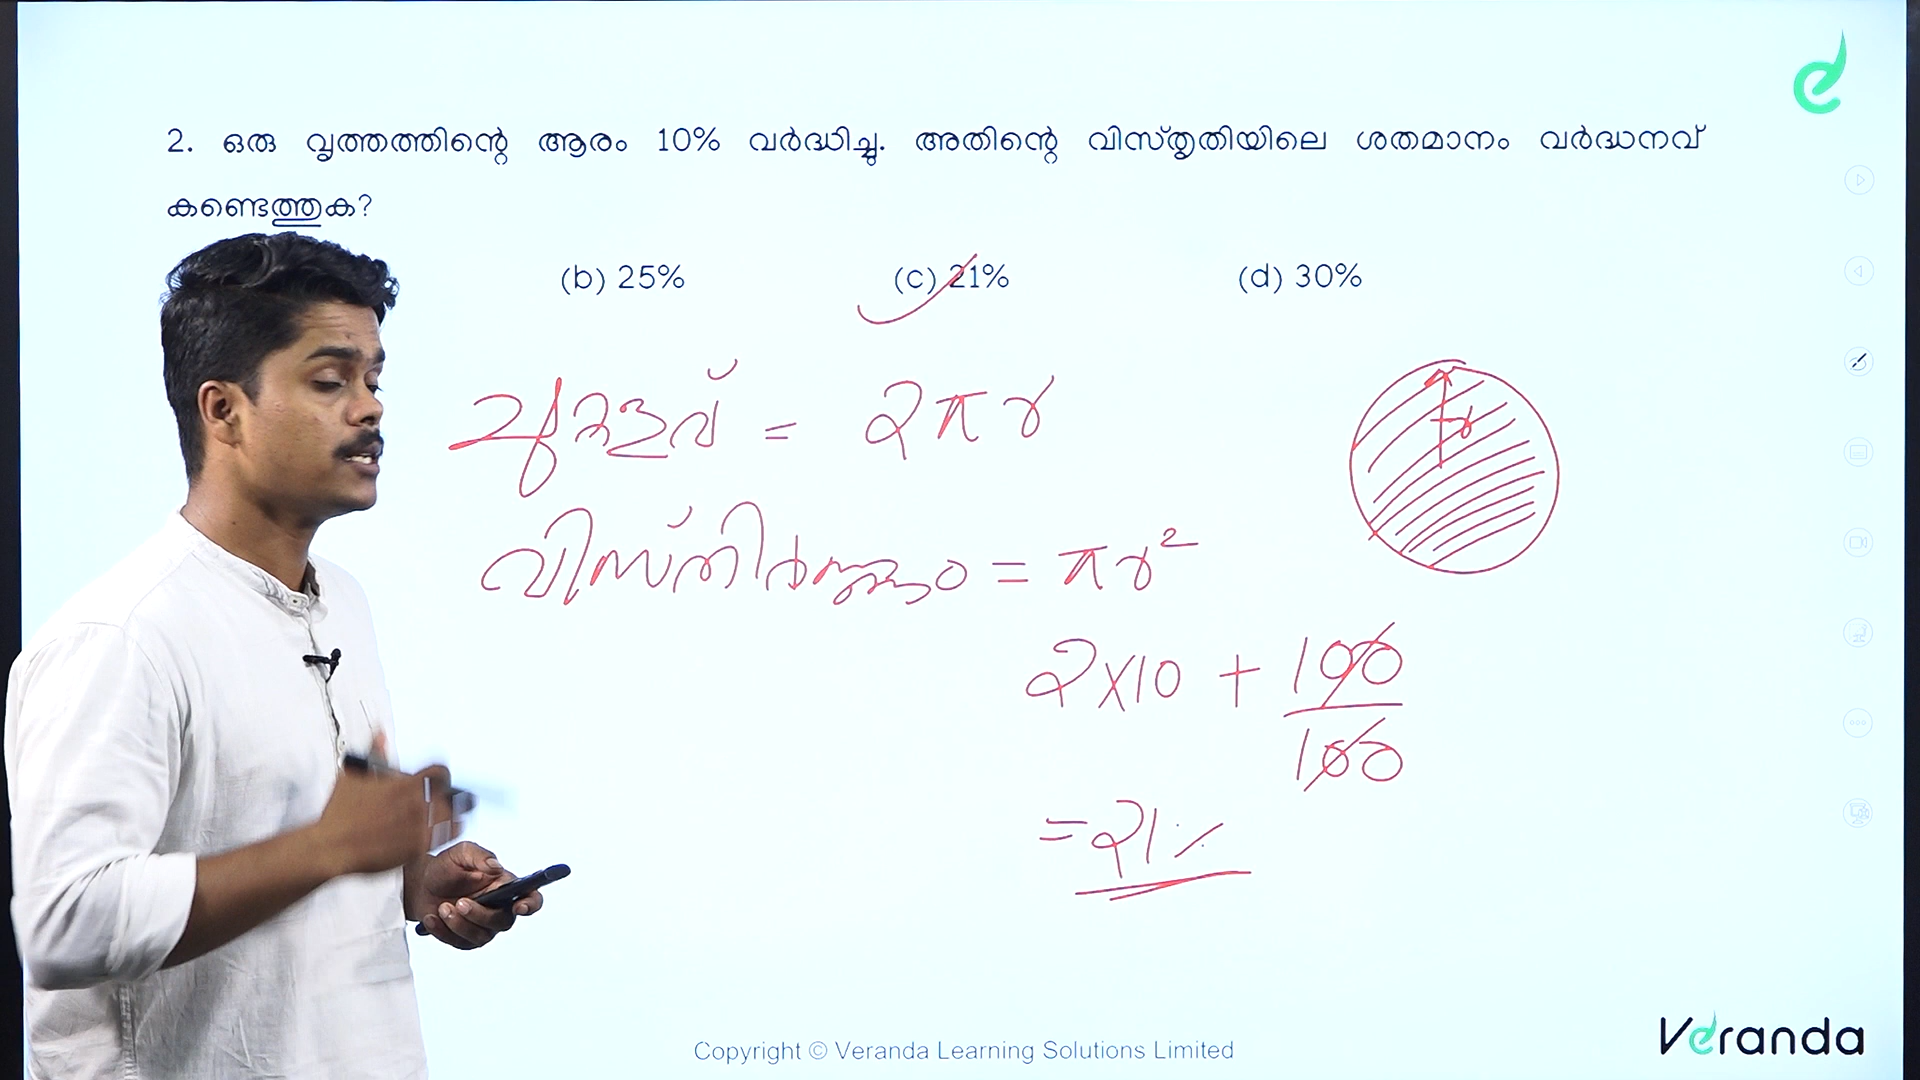 2. ഒരു വൃത്തത്തിന്റെ ആരം 10% വർദ്ധിച്ചു. അതിന്റെ വിസ്തൃതിയിലെ ശതമാനം വർദ്ധനവ്
കണ്ടെത്തുക?
(b) 25% (c) 21% (d) 30%
ചുറ്റളവ് = 2πr
r
വിസ്തീർണ്ണം = πr²
2×10 + 100/100
= 21%
Copyright © Veranda Learning Solutions Limited
Veranda